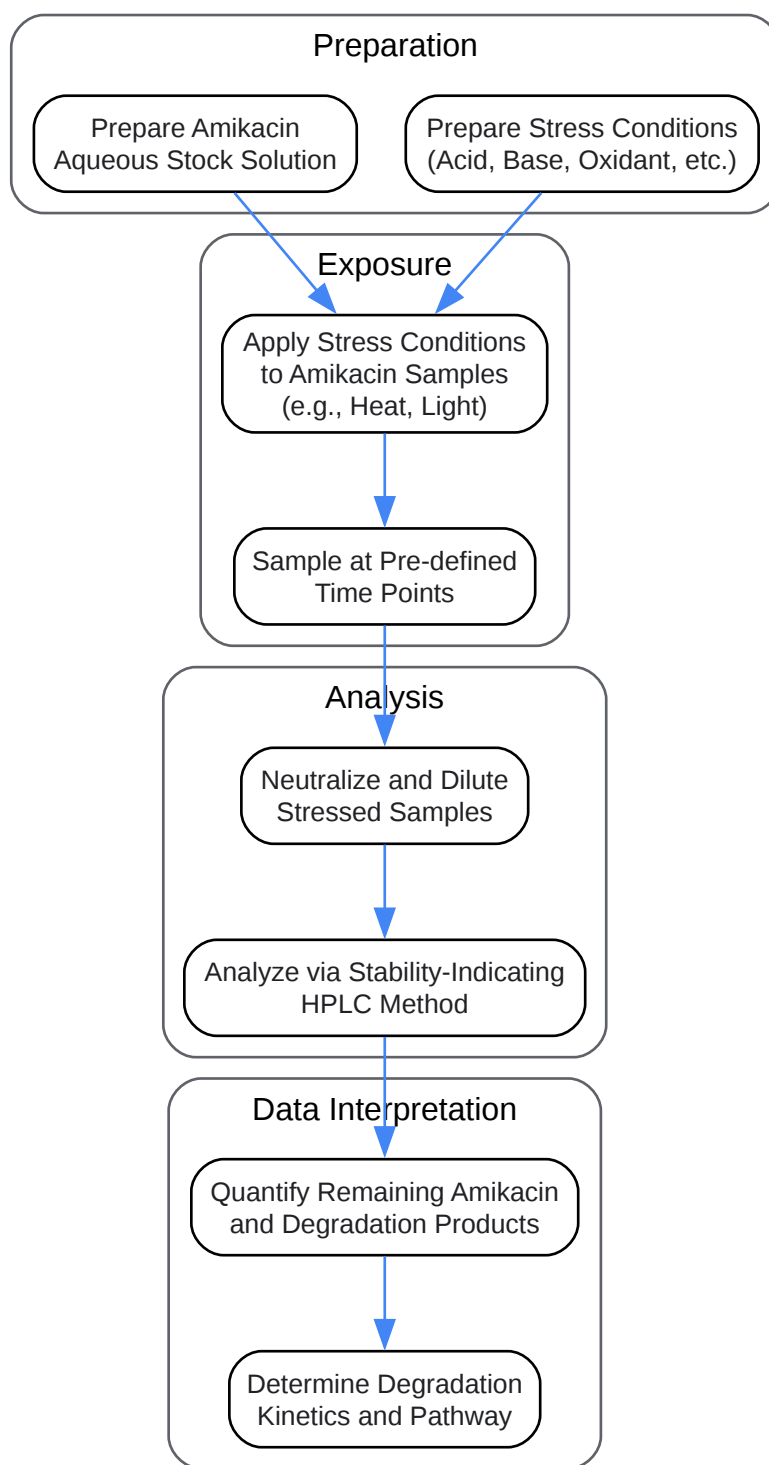 Preparation
Prepare Amikacin
Aqueous Stock Solution
Prepare Stress Conditions
(Acid, Base, Oxidant, etc.)
Exposure
Apply Stress Conditions
to Amikacin Samples
(e.g., Heat, Light)
Sample at Pre-defined
Time Points
Analysis
Neutralize and Dilute
Stressed Samples
Analyze via Stability-Indicating
HPLC Method
Data Interpretation
Quantify Remaining Amikacin
and Degradation Products
Determine Degradation
Kinetics and Pathway